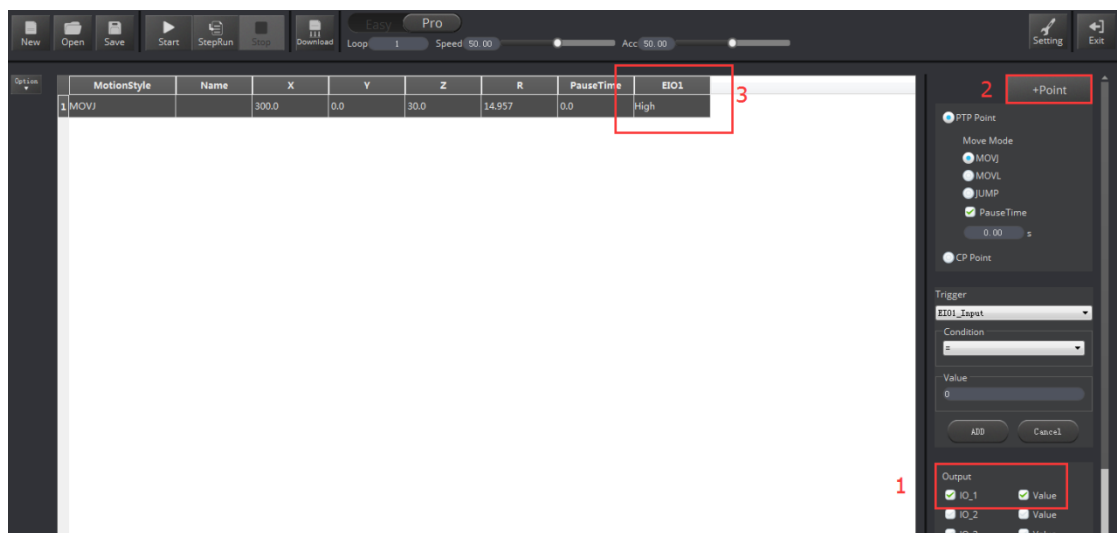 New Open Save Start StepRun Stop Download Easy Pro Loop 1 Speed 50.00 Acc 50.00 Setting Exit
Option
MotionStyle Name X Y Z R PauseTime EIO1
1 MOVJ 300.0 0.0 30.0 14.957 0.0 High
3
2
+Point
PTP Point
Move Mode
MOVJ
MOVL
JUMP
PauseTime
0.00 s
CP Point
Trigger
EIO1_Input
Condition
=
Value
0
ADD Cancel
1
Output
IO_1 Value
IO_2 Value